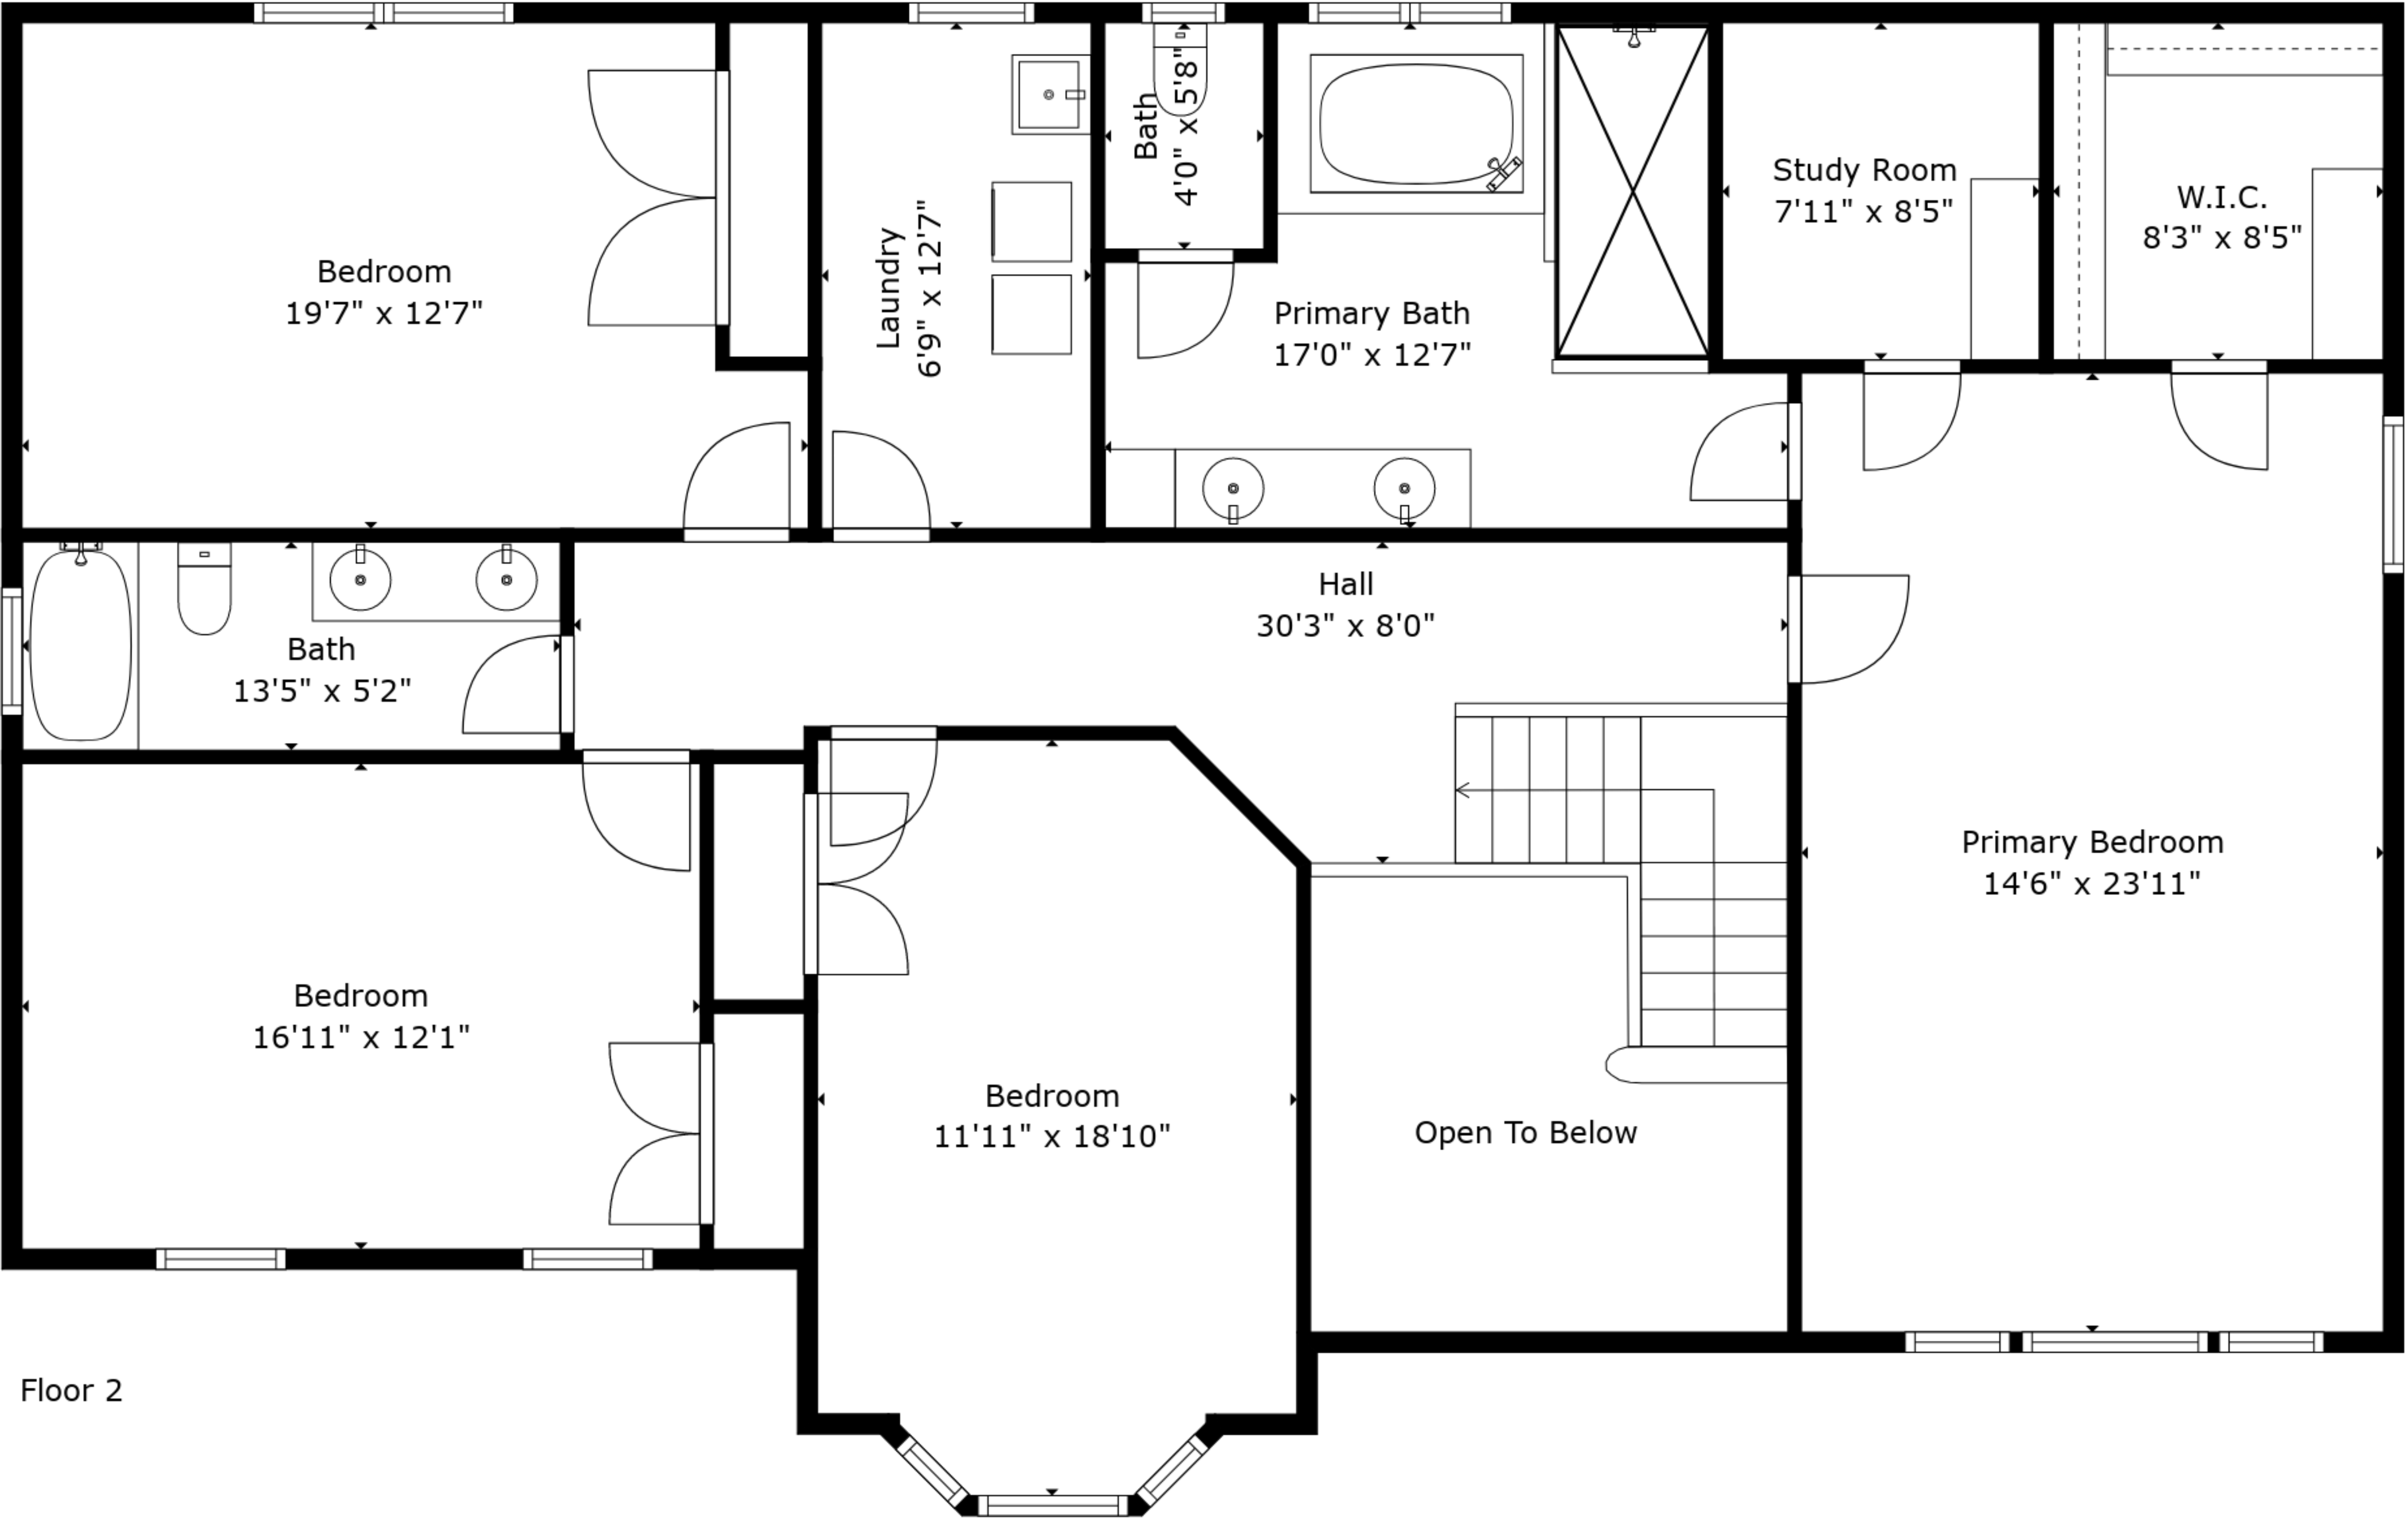 Bedroom
19'7" x 12'7"
Laundry
6'9" x 12'7"
Bath
4'0" x 5'8"
Primary Bath
17'0" x 12'7"
Study Room
7'11" x 8'5"
W.I.C.
8'3" x 8'5"
Bath
13'5" x 5'2"
Hall
30'3" x 8'0"
Primary Bedroom
14'6" x 23'11"
Bedroom
16'11" x 12'1"
Bedroom
11'11" x 18'10"
Open To Below
Floor 2